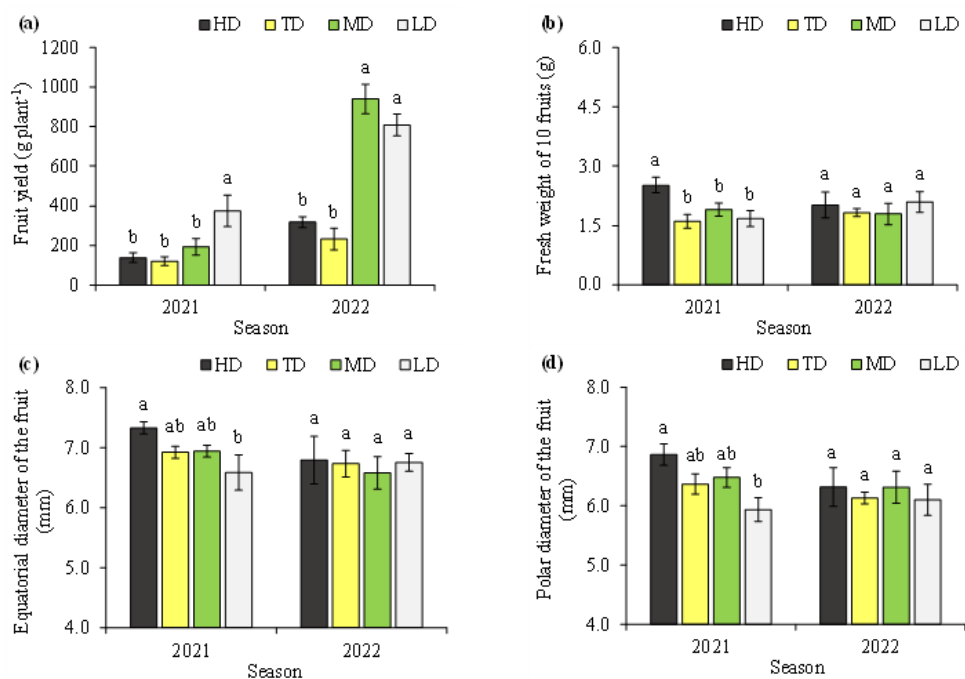 (a)
HD TD MD LD
Fruit yield (g plant-1)
1200
1000
800
600
400
200
0
b b b a
b b a a
2021 2022
Season
(b)
HD TD MD LD
Fresh weight of 10 fruits (g)
6.0
4.5
3.0
1.5
0.0
a b b b
a a a a
2021 2022
Season
(c)
HD TD MD LD
Equatorial diameter of the fruit
(mm)
8.0
7.0
6.0
5.0
4.0
a ab ab b
a a a a
2021 2022
Season
(d)
HD TD MD LD
Polar diameter of the fruit
(mm)
8.0
7.0
6.0
5.0
4.0
a ab ab b
a a a a
2021 2022
Season